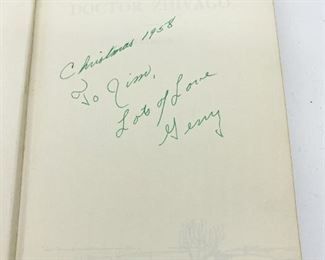 DOCTOR ZHIVAGO
Christmas 1958
To Jim,
Lots of Love
Gerry